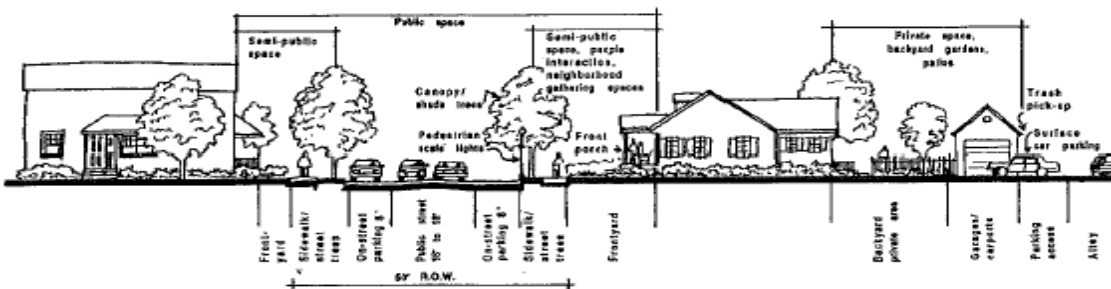 Public space
Semi-public
space
Semi-public
space, people
interaction,
neighborhood
gathering spaces
Private space,
backyard gardens,
patios
Canopy/
shade trees
Pedestrian
scale lights
Front
porch
Trash
pick-up
Surface
car parking
Front-
yard
Sidewalk/
street
trees
On-street
parking 8'
Public street
On-street
parking 8'
Sidewalk/
street
trees
Frontyard
Backyard
private area
Garages/
carports
Parking
access
Alley
R.O.W.